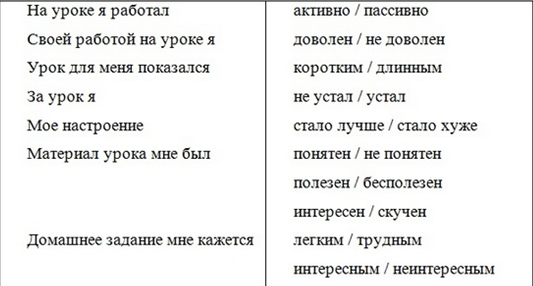 На уроке я работал активно / пассивно
Своей работой на уроке я доволен / не доволен
Урок для меня показался коротким / длинным
За урок я не устал / устал
Мое настроение стало лучше / стало хуже
Материал урока мне был понятен / не понятен
полезен / бесполезен
интересен / скучен
Домашнее задание мне кажется легким / трудным
интересным / неинтересным